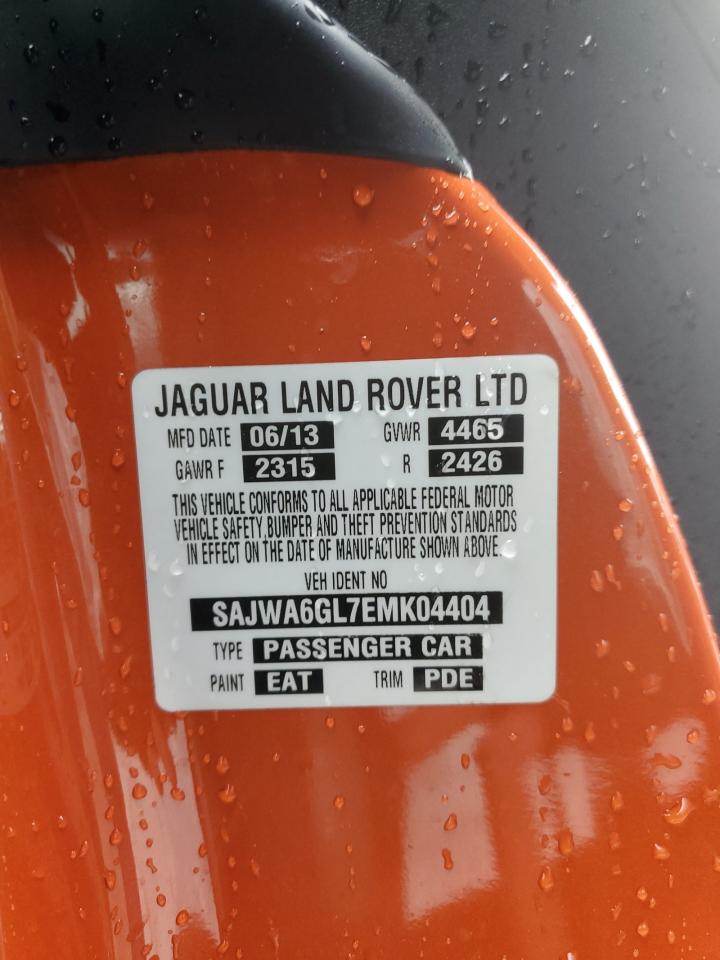 JAGUAR LAND ROVER LTD
MFD DATE 06/13 GVWR 4465
GAWR F 2315 R 2426
THIS VEHICLE CONFORMS TO ALL APPLICABLE FEDERAL MOTOR
VEHICLE SAFETY,BUMPER AND THEFT PREVENTION STANDARDS
IN EFFECT ON THE DATE OF MANUFACTURE SHOWN ABOVE.
VEH IDENT NO
SAJWA6GL7EMK04404
TYPE PASSENGER CAR
PAINT EAT TRIM PDE